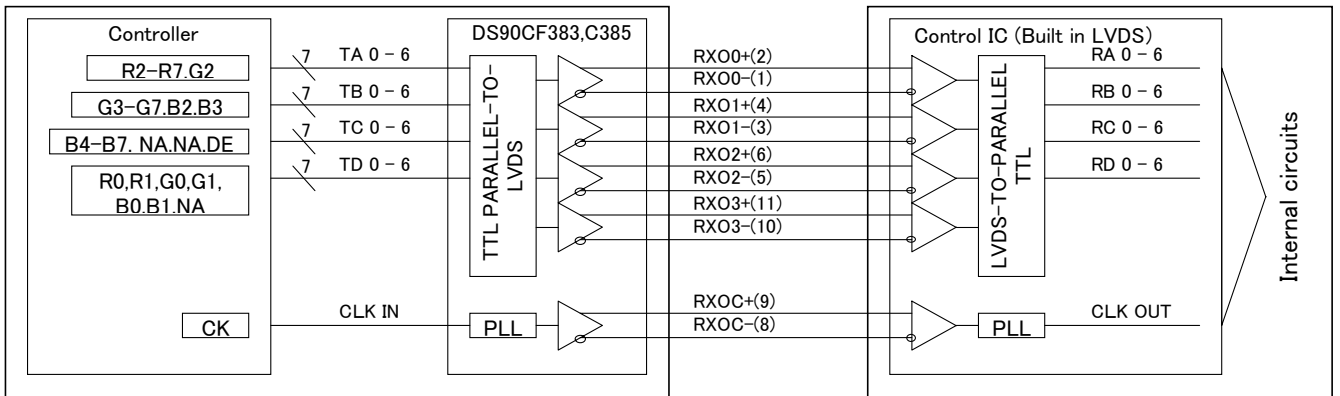 Controller
R2-R7.G2
G3-G7.B2.B3
B4-B7. NA.NA.DE
R0,R1,G0,G1,
B0.B1.NA
CK
7
TA 0 - 6
7
TB 0 - 6
7
TC 0 - 6
7
TD 0 - 6
CLK IN
DS90CF383,C385
TTL PARALLEL-TO-
LVDS
PLL
RXO0+(2)
RXO0-(1)
RXO1+(4)
RXO1-(3)
RXO2+(6)
RXO2-(5)
RXO3+(11)
RXO3-(10)
RXOC+(9)
RXOC-(8)
Control IC (Built in LVDS)
LVDS-TO-PARALLEL
TTL
PLL
RA 0 - 6
RB 0 - 6
RC 0 - 6
RD 0 - 6
CLK OUT
Internal circuits